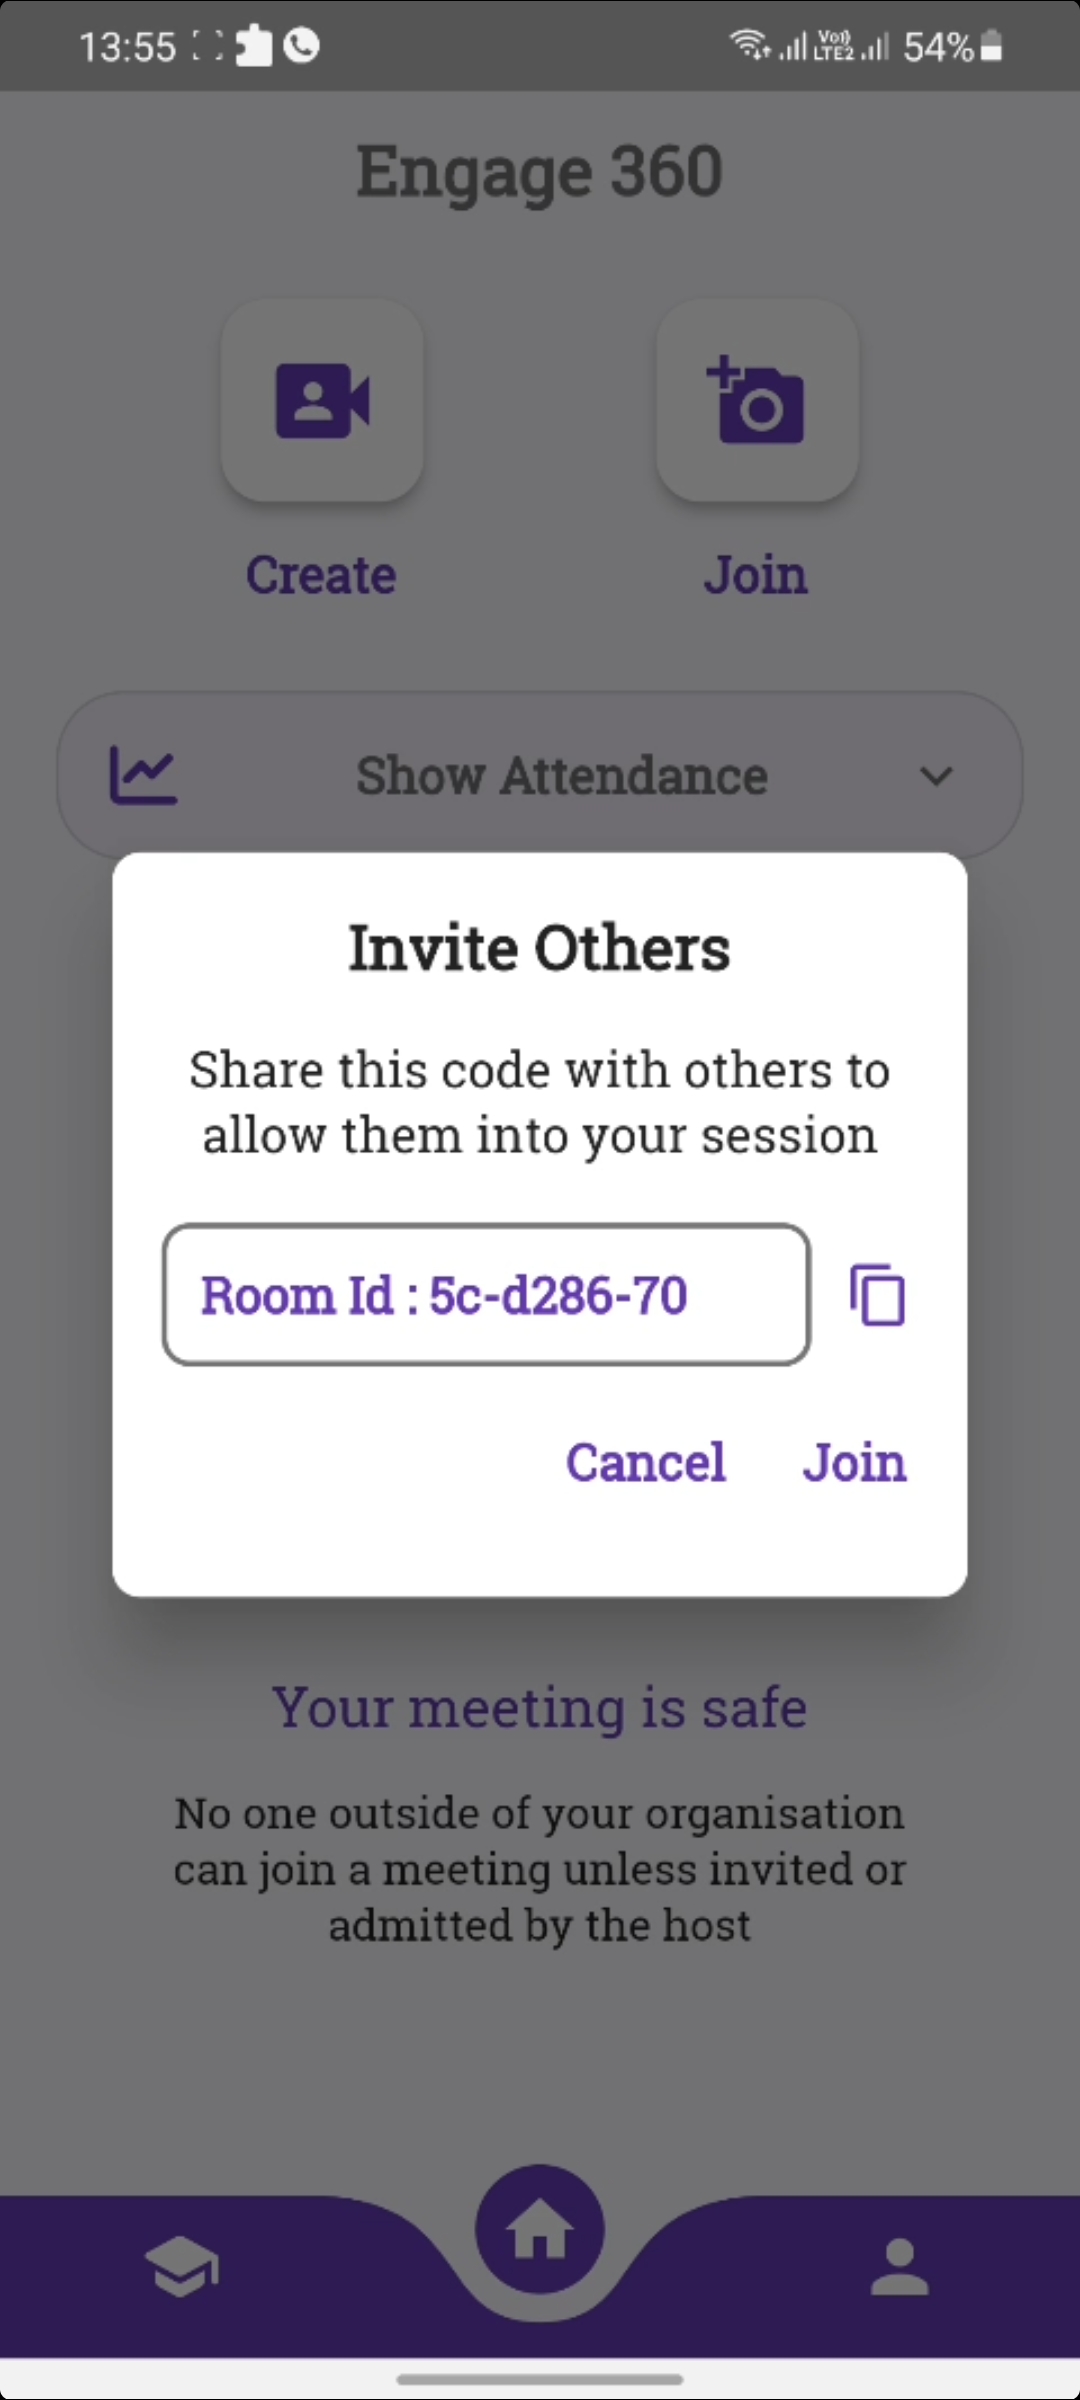 13:55
Vo))
LTE2
54%
Engage 360
Create
Join
Show Attendance
Invite Others
Share this code with others to
allow them into your session
Room Id : 5c-d286-70
Cancel
Join
Your meeting is safe
No one outside of your organisation
can join a meeting unless invited or
admitted by the host